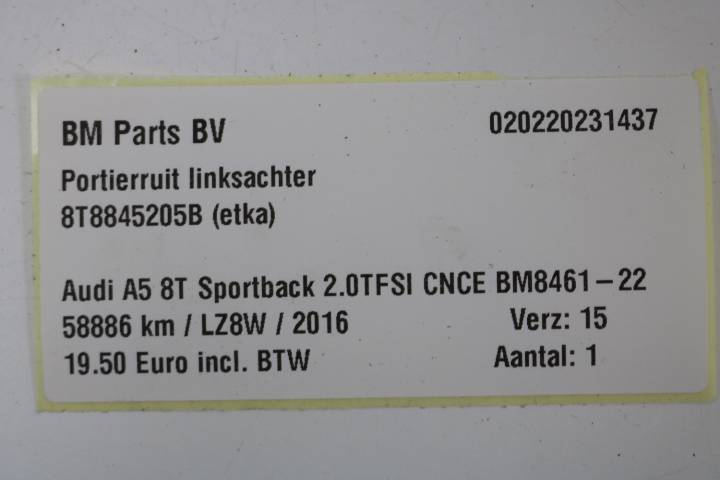 BM Parts BV 020220231437
Portierruit linksachter
8T8845205B (etka)
Audi A5 8T Sportback 2.0TFSI CNCE BM8461-22
58886 km / LZ8W / 2016 Verz: 15
19.50 Euro incl. BTW Aantal: 1